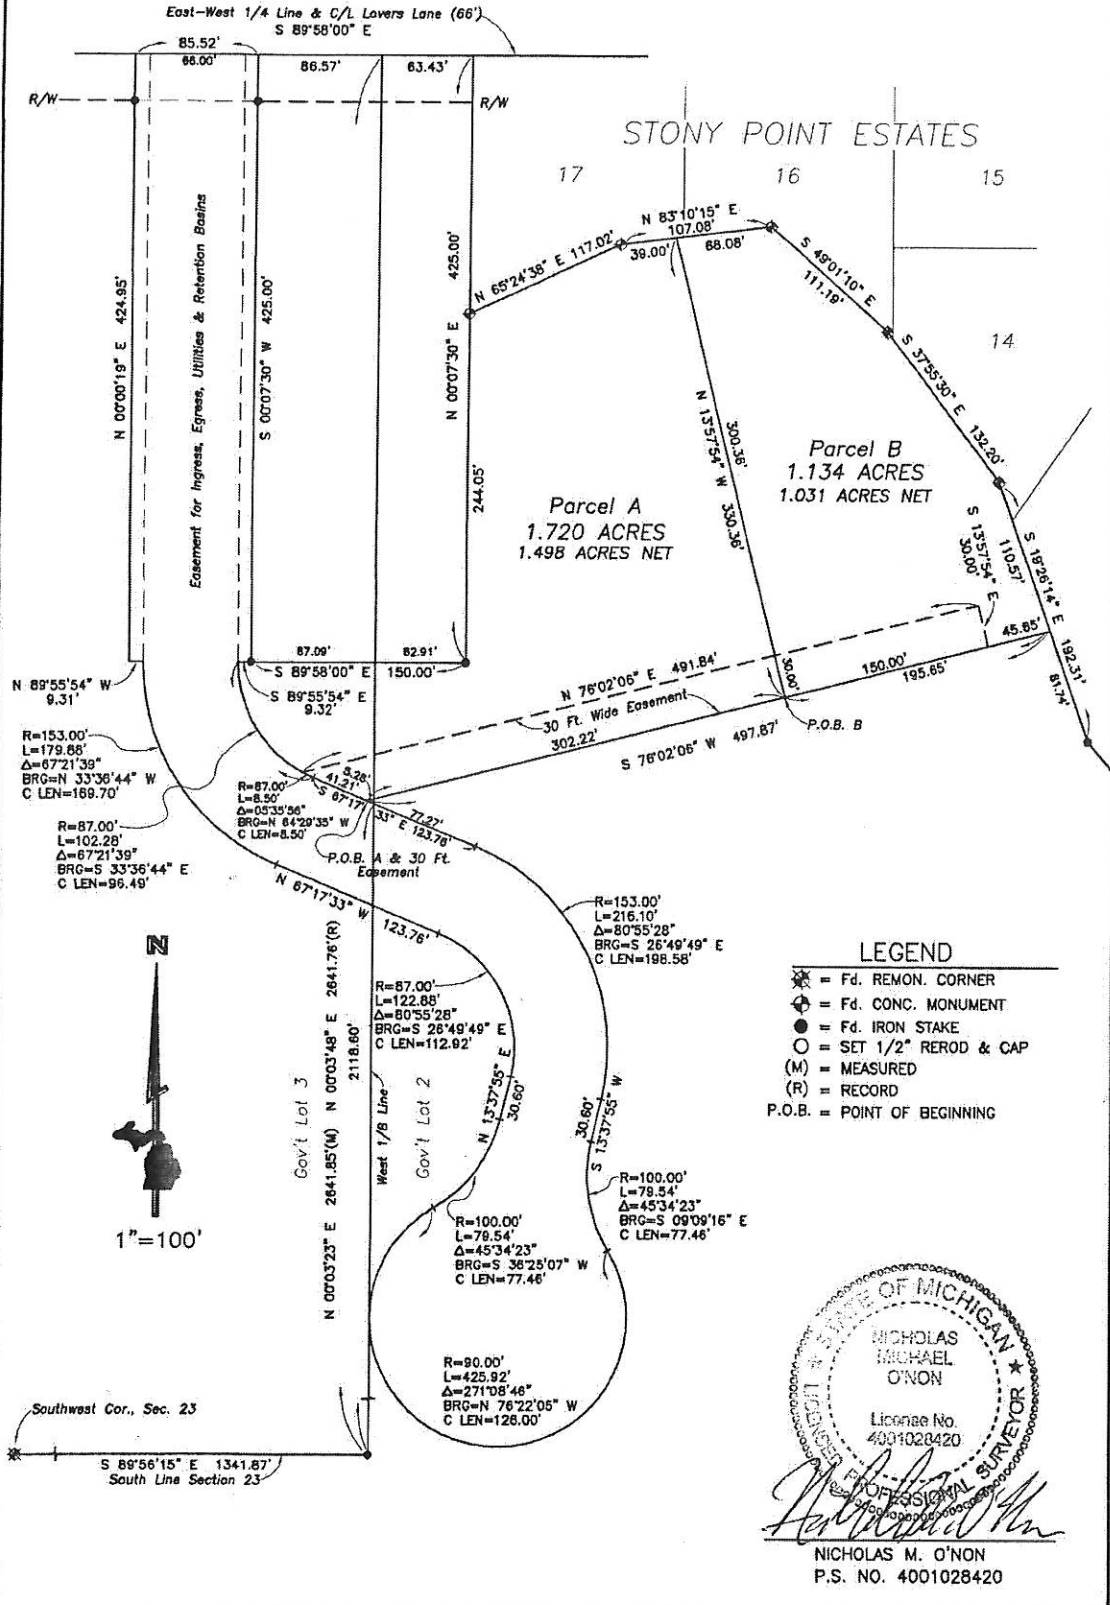 East-West 1/4 Line & C/L Lovers Lane (66')
S 89°58'00" E
85.52'
66.00'
86.57'
63.43'
R/W
R/W
STONY POINT ESTATES
17
16
15
14
N 83°10'15" E
107.08'
39.00'
68.08'
N 65°24'38" E 117.02'
S 49°01'10" E
111.19'
S 37°55'30" E 132.20'
N 00°00'19" E 424.95'
Easement for Ingress, Egress, Utilities & Retention Basins
S 00°07'30" W 425.00'
425.00'
N 00°07'30" E
244.05'
N 13°57'54" W 330.36'
300.36'
30.00'
Parcel A
1.720 ACRES
1.498 ACRES NET
Parcel B
1.134 ACRES
1.031 ACRES NET
S 13°57'54" E
30.00'
S 19°26'14" E 192.31'
110.57'
81.74'
45.65'
87.09'
82.91'
S 89°58'00" E 150.00'
N 89°55'54" W
9.31'
S 89°55'54" E
9.32'
N 76°02'06" E 491.84'
30 Ft. Wide Easement
302.22'
S 76°02'06" W 497.87'
150.00'
195.65'
P.O.B. B
R=153.00'
L=179.88'
Δ=67°21'39"
BRG=N 33°36'44" W
C LEN=169.70'
R=87.00'
L=102.28'
Δ=67°21'39"
BRG=S 33°36'44" E
C LEN=96.49'
R=87.00'
L=8.50'
Δ=05°35'56"
BRG=N 64°29'35" W
C LEN=8.50'
5.28'
41.21'
77.27'
S 67°17'33" E 123.76'
P.O.B. A & 30 Ft.
Easement
N 67°17'33" W 123.76'
R=153.00'
L=216.10'
Δ=80°55'28"
BRG=S 26°49'49" E
C LEN=198.58'
R=87.00'
L=122.88'
Δ=80°55'28"
BRG=S 26°49'49" E
C LEN=112.92'
N
1"=100'
Gov't Lot 3
N 00°03'23" E 2641.85'(M) N 00°03'48" E 2641.76'(R)
2118.60'
West 1/8 Line
Gov't Lot 2
N 13°37'55" E
30.60'
30.60'
S 13°37'55" W
R=100.00'
L=79.54'
Δ=45°34'23"
BRG=S 09°09'16" E
C LEN=77.46'
R=100.00'
L=79.54'
Δ=45°34'23"
BRG=S 36°25'07" W
C LEN=77.46'
R=90.00'
L=425.92'
Δ=271°08'46"
BRG=N 76°22'05" W
C LEN=126.00'
Southwest Cor., Sec. 23
S 89°56'15" E 1341.87'
South Line Section 23
LEGEND
= Fd. REMON. CORNER
= Fd. CONC. MONUMENT
= Fd. IRON STAKE
= SET 1/2" REROD & CAP
(M) = MEASURED
(R) = RECORD
P.O.B. = POINT OF BEGINNING
STATE OF MICHIGAN
NICHOLAS
MICHAEL
O'NON
License No.
4001028420
LICENSED PROFESSIONAL SURVEYOR
NICHOLAS M. O'NON
P.S. NO. 4001028420